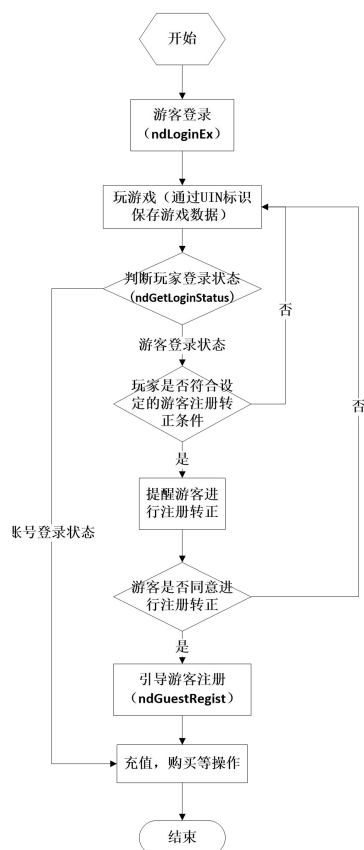 开始
游客登录
（ndLoginEx）
玩游戏（通过UIN标识
保存游戏数据）
判断玩家登录状态
（ndGetLoginStatus）
否
游客登录状态
玩家是否符合设
定的游客注册转
正条件
否
是
提醒游客进
行注册转正
账号登录状态
游客是否同意进
行注册转正
是
引导游客注册
（ndGuestRegist）
充值，购买等操作
结束